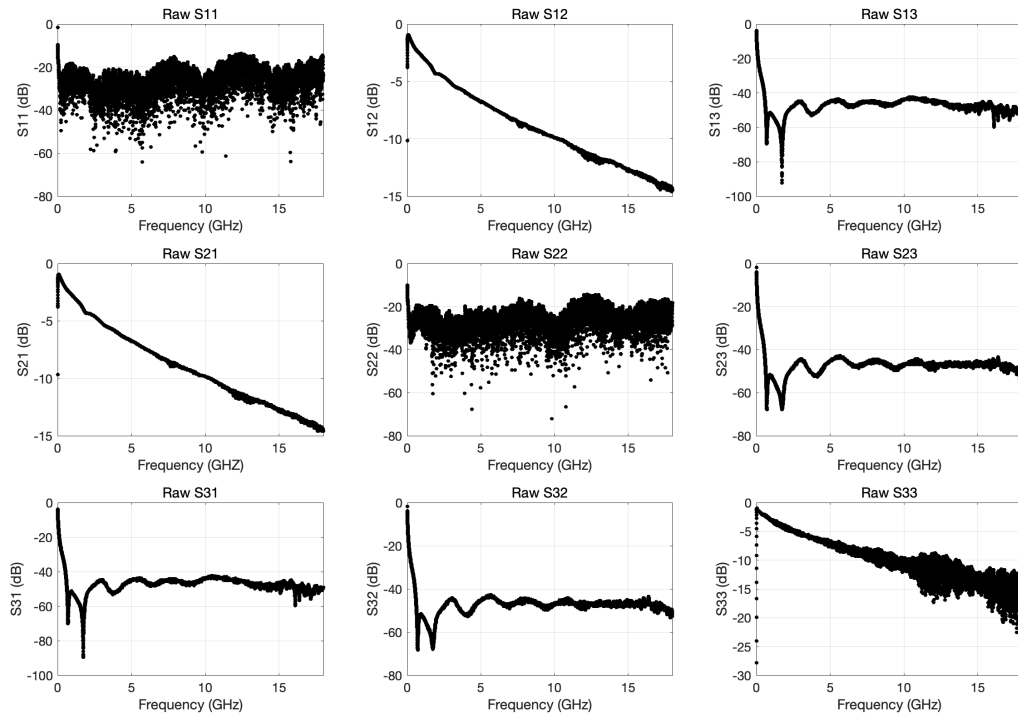 Raw S11
0
-20
-40
-60
-80
S11 (dB)
0 5 10 15
Frequency (GHz)
Raw S12
0
-5
-10
-15
S12 (dB)
0 5 10 15
Frequency (GHz)
Raw S13
0
-20
-40
-60
-80
-100
S13 (dB)
0 5 10 15
Frequency (GHz)
Raw S21
0
-5
-10
-15
S21 (dB)
0 5 10 15
Frequency (GHZ)
Raw S22
0
-20
-40
-60
-80
S22 (dB)
0 5 10 15
Frequency (GHz)
Raw S23
0
-20
-40
-60
-80
S23 (dB)
0 5 10 15
Frequency (GHz)
Raw S31
0
-20
-40
-60
-80
-100
S31 (dB)
0 5 10 15
Frequency (GHz)
Raw S32
0
-20
-40
-60
-80
S32 (dB)
0 5 10 15
Frequency (GHz)
Raw S33
0
-5
-10
-15
-20
-25
-30
S33 (dB)
0 5 10 15
Frequency (GHz)